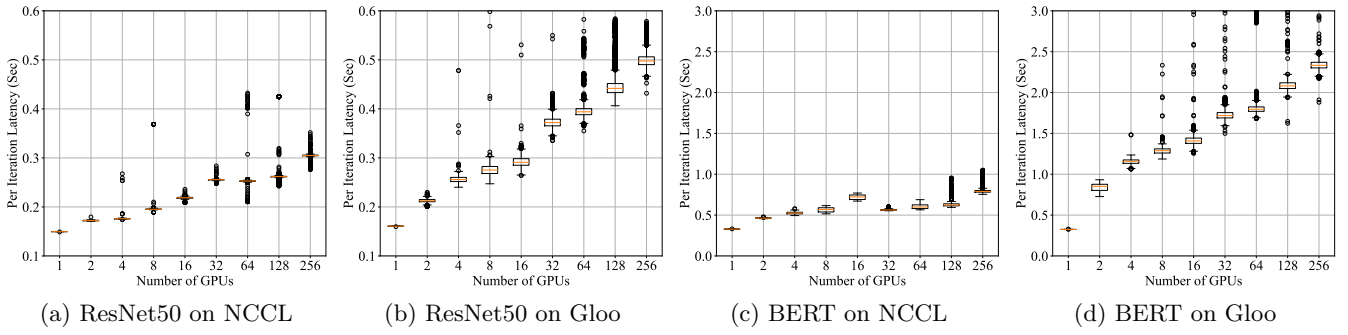 Per Iteration Latency (Sec)
0.6
0.5
0.4
0.3
0.2
0.1
1 2 4 8 16 32 64 128 256
Number of GPUs
(a) ResNet50 on NCCL
Per Iteration Latency (Sec)
0.6
0.5
0.4
0.3
0.2
0.1
1 2 4 8 16 32 64 128 256
Number of GPUs
(b) ResNet50 on Gloo
Per Iteration Latency (Sec)
3.0
2.5
2.0
1.5
1.0
0.5
0.0
1 2 4 8 16 32 64 128 256
Number of GPUs
(c) BERT on NCCL
Per Iteration Latency (Sec)
3.0
2.5
2.0
1.5
1.0
0.5
0.0
1 2 4 8 16 32 64 128 256
Number of GPUs
(d) BERT on Gloo